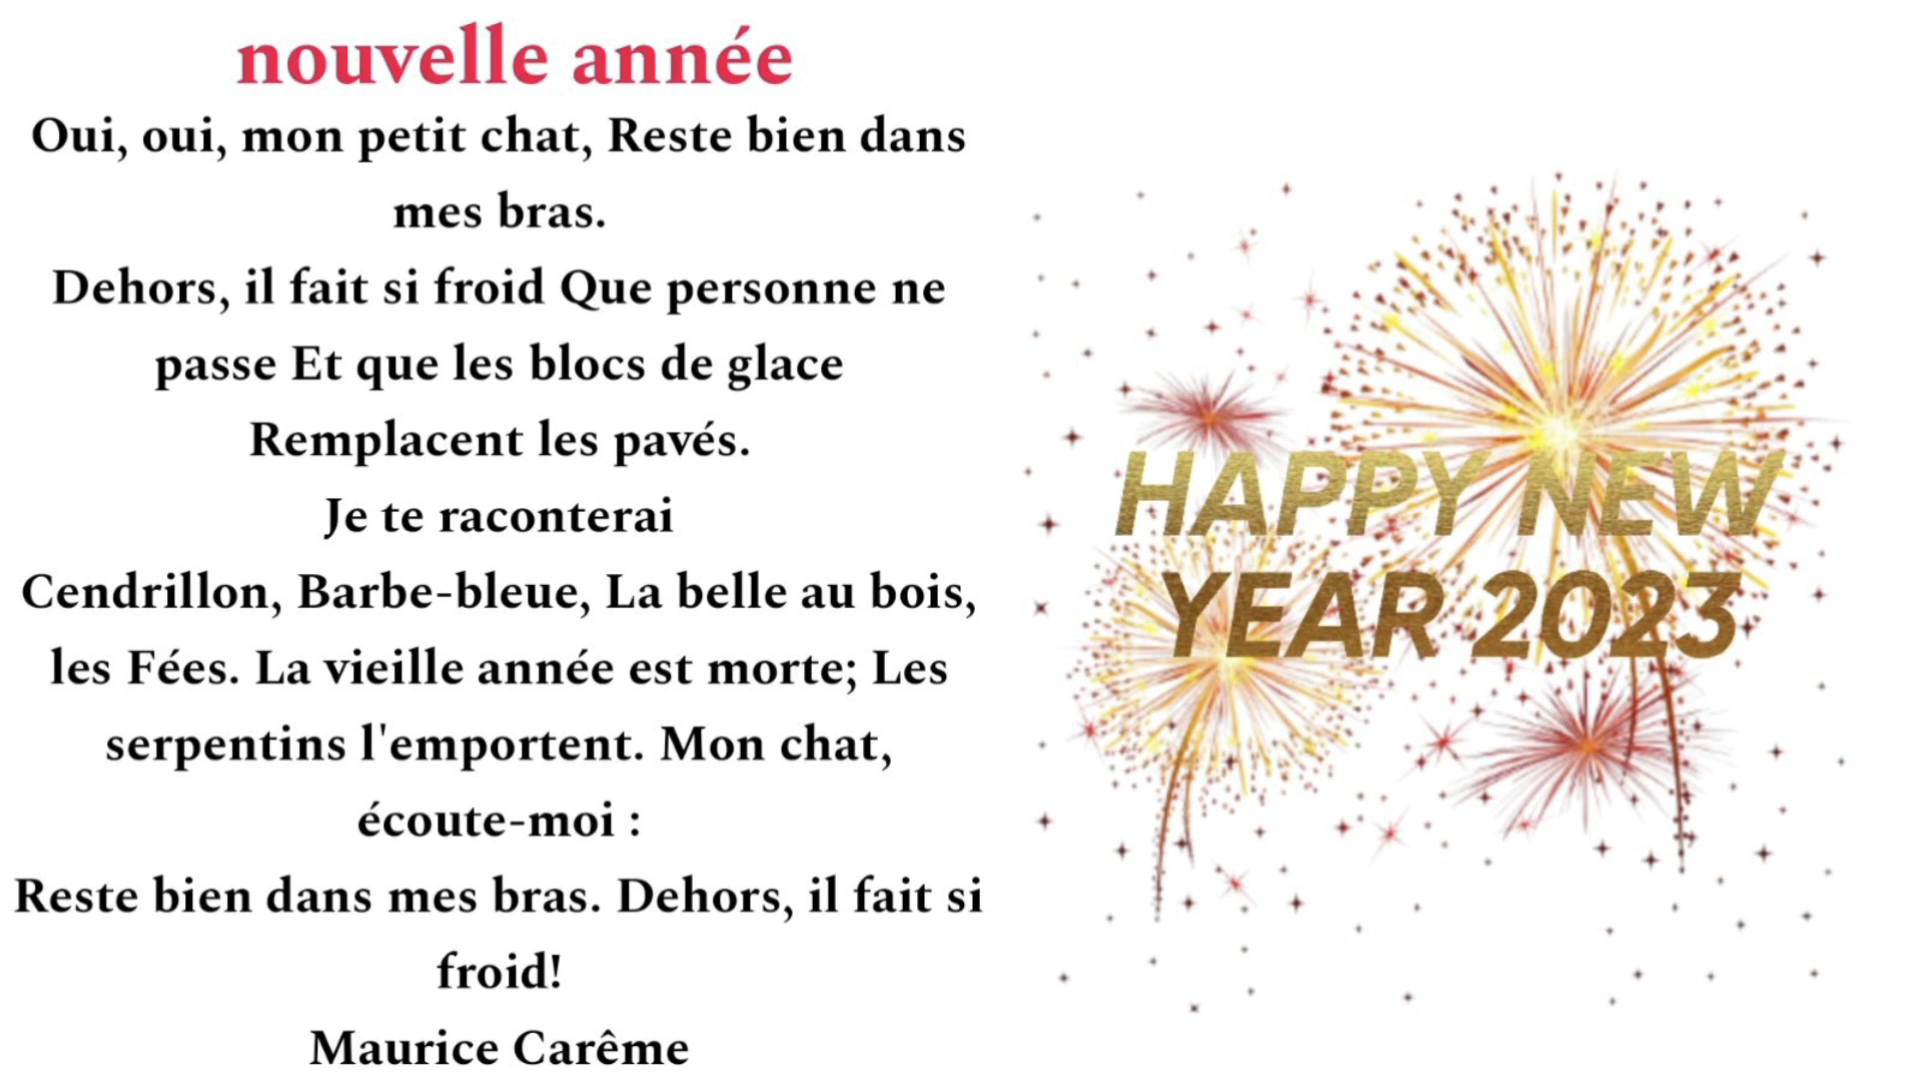 nouvelle année
Oui, oui, mon petit chat, Reste bien dans
mes bras.
Dehors, il fait si froid Que personne ne
passe Et que les blocs de glace
Remplacent les pavés.
Je te raconterai
Cendrillon, Barbe-bleue, La belle au bois,
les Fées. La vieille année est morte; Les
serpentins l'emportent. Mon chat,
écoute-moi :
Reste bien dans mes bras. Dehors, il fait si
froid!
Maurice Carême
HAPPY NEW
YEAR 2023